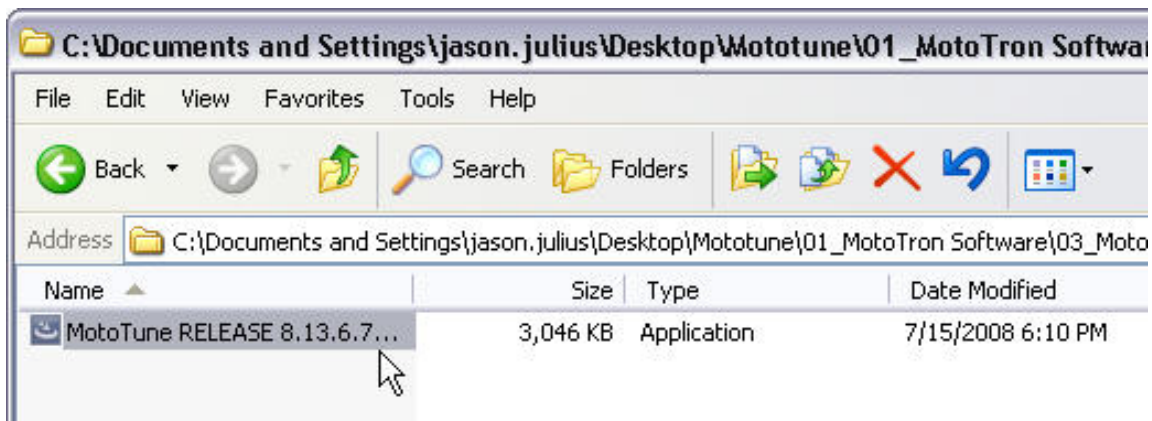 C:\Documents and Settings\jason.julius\Desktop\Mototune\01_MotoTron Softwar
File Edit View Favorites Tools Help
Back Search Folders
Address C:\Documents and Settings\jason.julius\Desktop\Mototune\01_MotoTron Software\03_Moto
Name Size Type Date Modified
MotoTune RELEASE 8.13.6.7... 3,046 KB Application 7/15/2008 6:10 PM